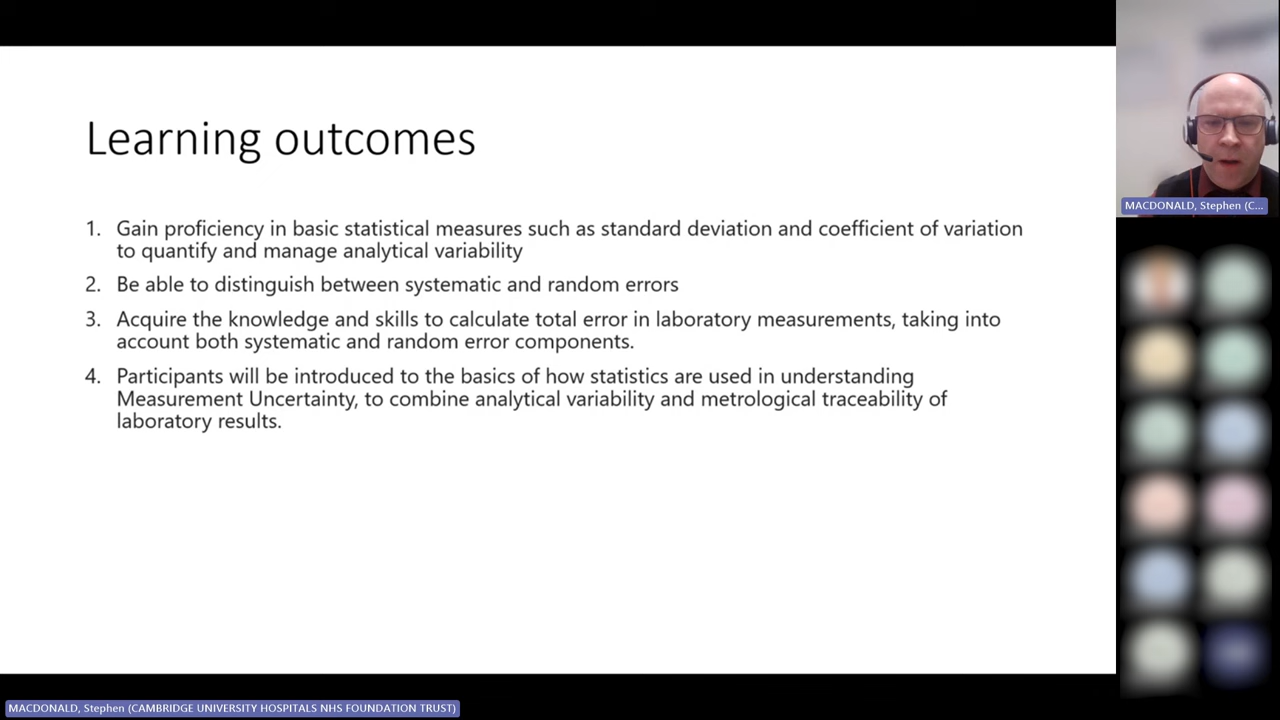 Learning outcomes
1. Gain proficiency in basic statistical measures such as standard deviation and coefficient of variation
to quantify and manage analytical variability
2. Be able to distinguish between systematic and random errors
3. Acquire the knowledge and skills to calculate total error in laboratory measurements, taking into
account both systematic and random error components.
4. Participants will be introduced to the basics of how statistics are used in understanding
Measurement Uncertainty, to combine analytical variability and metrological traceability of
laboratory results.
MACDONALD, Stephen (C...
MACDONALD, Stephen (CAMBRIDGE UNIVERSITY HOSPITALS NHS FOUNDATION TRUST)